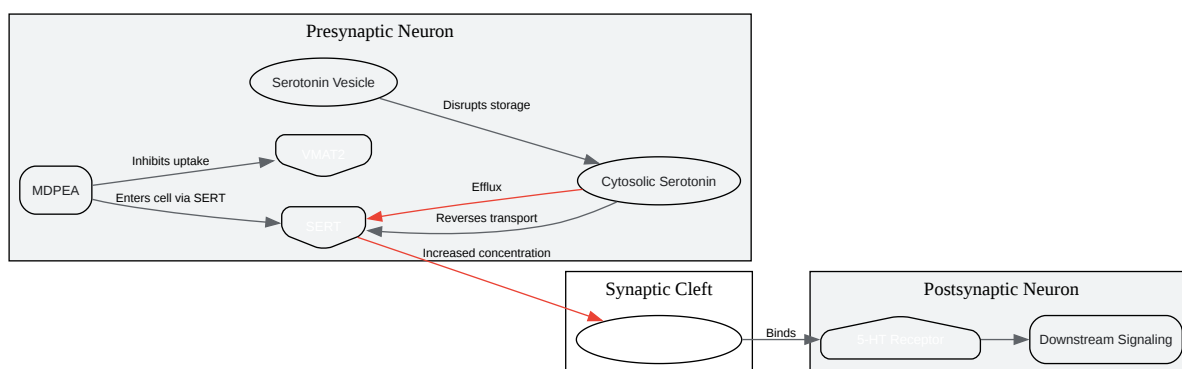 Presynaptic Neuron
Serotonin Vesicle
Disrupts storage
VMAT2
Inhibits uptake
MDPEA
Cytosolic Serotonin
Efflux
Enters cell via SERT
Reverses transport
SERT
Increased concentration
Synaptic Cleft
Postsynaptic Neuron
Binds
5-HT Receptor
Downstream Signaling